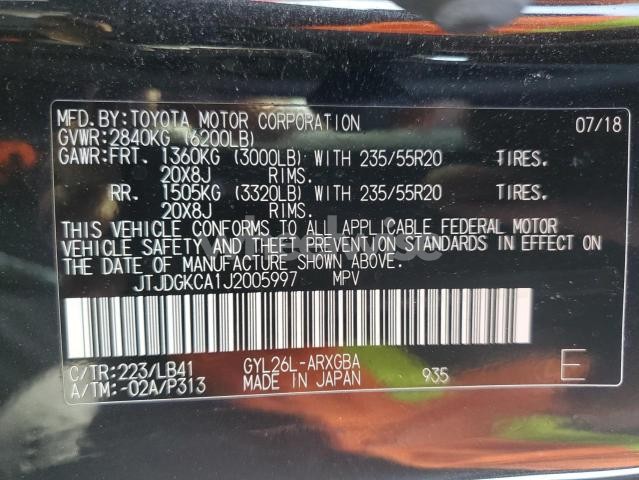 MFD.BY:TOYOTA MOTOR CORPORATION 07/18
GVWR:2840KG (6200LB)
GAWR:FRT. 1360KG (3000LB) WITH 235/55R20 TIRES.
20X8J RIMS.
RR. 1505KG (3320LB) WITH 235/55R20 TIRES.
20X8J RIMS.
THIS VEHICLE CONFORMS TO ALL APPLICABLE FEDERAL MOTOR
VEHICLE SAFETY AND THEFT PREVENTION STANDARDS IN EFFECT ON
THE DATE OF MANUFACTURE SHOWN ABOVE.
JTJDGKCA1J2005997 MPV
C/TR:223/LB41 GYL26L-ARXGBA
A/TM:-02A/P313 MADE IN JAPAN 935 E